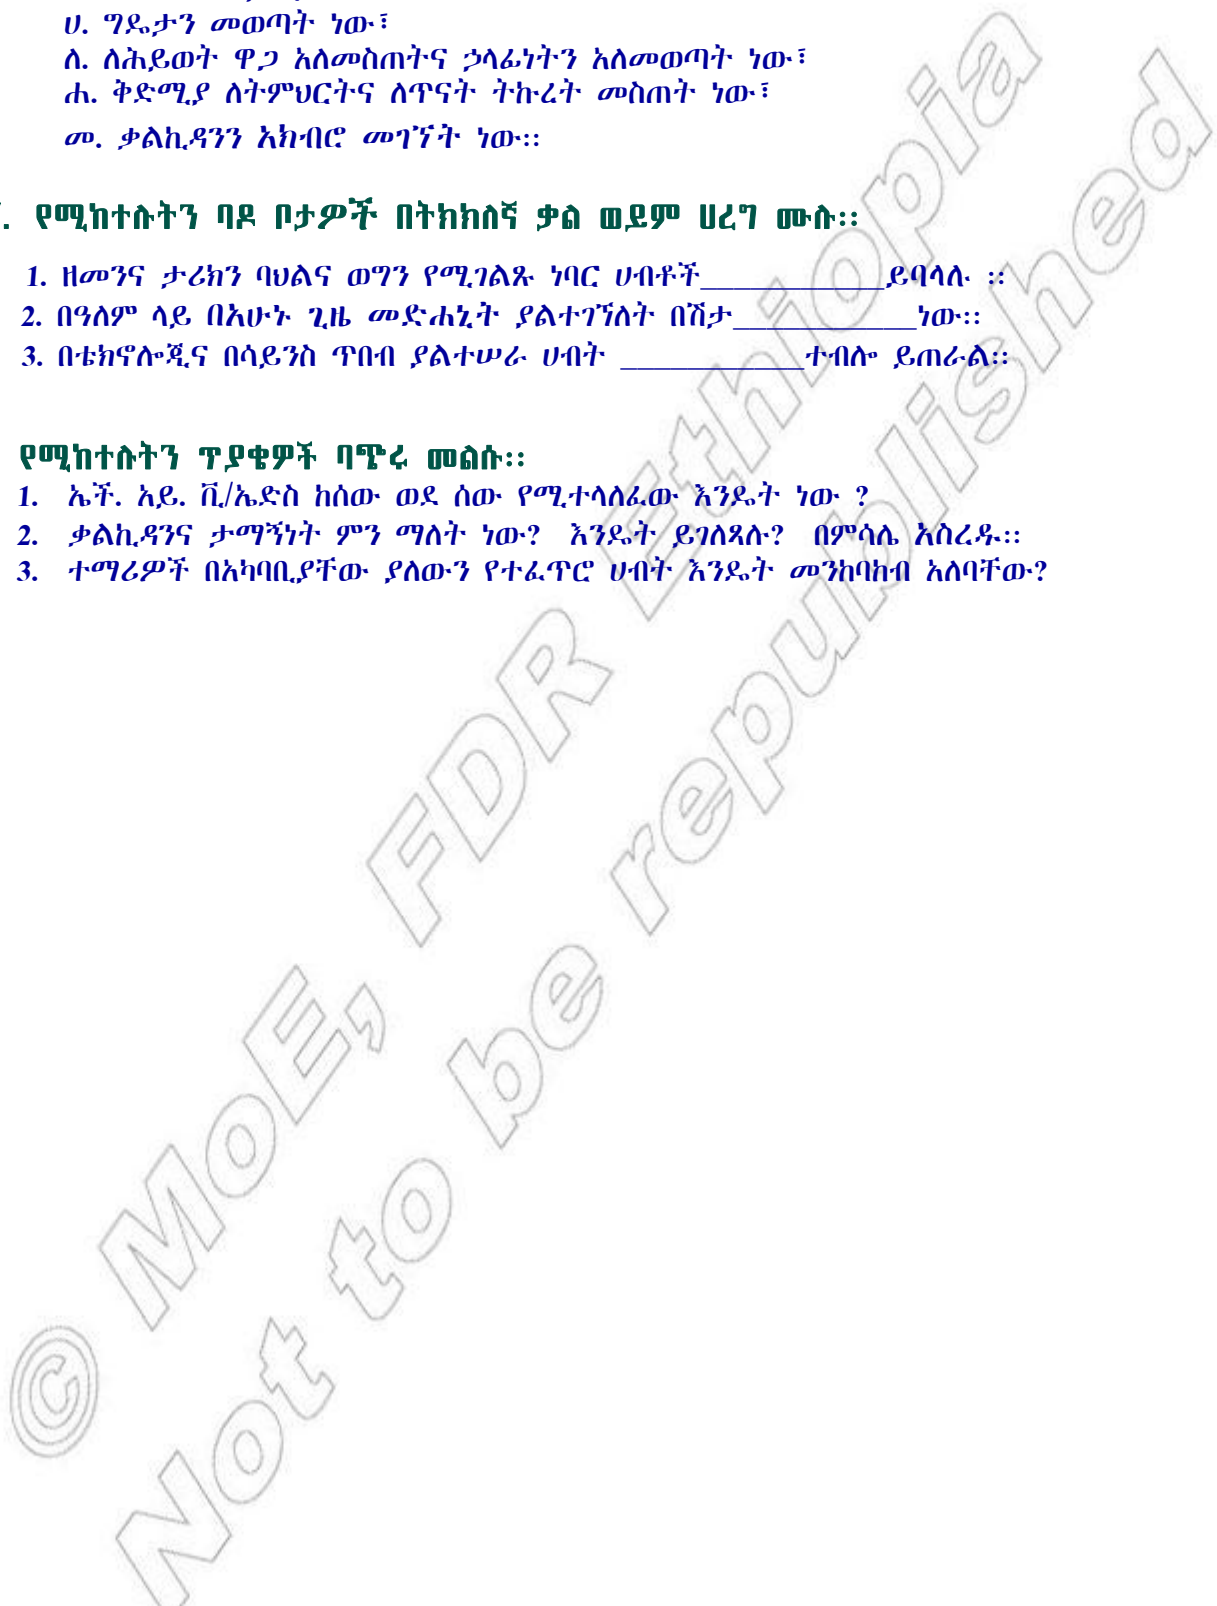 ሀ. ግዴታን መወጣት ነው፣
ለ. ለሕይወት ዋጋ አለመስጠትና ኃላፊነትን አለመወጣት ነው፣
ሐ. ቅድሚያ ለትምህርትና ለጥናት ትኩረት መስጠት ነው፣
መ. ቃልኪዳንን አክብሮ መገኘት ነው።
. የሚከተሉትን ባዶ ቦታዎች በትክክለኛ ቃል ወይም ሀረግ ሙሉ።
1. ዘመንና ታሪክን ባህልና ወግን የሚገልጹ ነባር ሀብቶች___________ይባላሉ ።
2. በዓለም ላይ በአሁኑ ጊዜ መድሐኒት ያልተገኘለት በሽታ___________ነው።
3. በቴክኖሎጂና በሳይንስ ጥበብ ያልተሠራ ሀብት ___________ተብሎ ይጠራል።
የሚከተሉትን ጥያቄዎች ባጭሩ መልሱ።
1. ኤች. አይ. ቪ/ኤድስ ከሰው ወደ ሰው የሚተላለፈው እንዴት ነው ?
2. ቃልኪዳንና ታማኝነት ምን ማለት ነው? እንዴት ይገለጻሉ? በምሳሌ አስረዱ።
3. ተማሪዎች በአካባቢያቸው ያለውን የተፈጥሮ ሀብት እንዴት መንከባከብ አለባቸው?
© MoE, FDR Ethiopia
Not to be republished